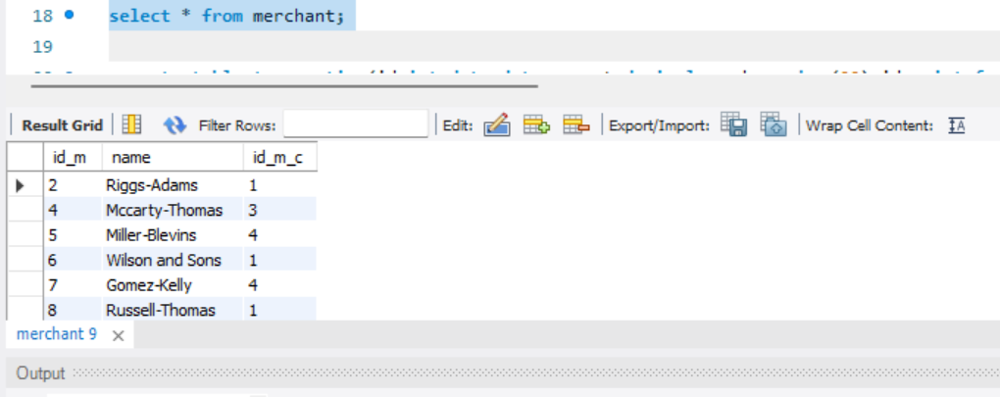 18 select * from merchant;
19
Result Grid Filter Rows: Edit: Export/Import: Wrap Cell Content: IA
id_m name id_m_c
2 Riggs-Adams 1
4 Mccarty-Thomas 3
5 Miller-Blevins 4
6 Wilson and Sons 1
7 Gomez-Kelly 4
8 Russell-Thomas 1
merchant 9
Output